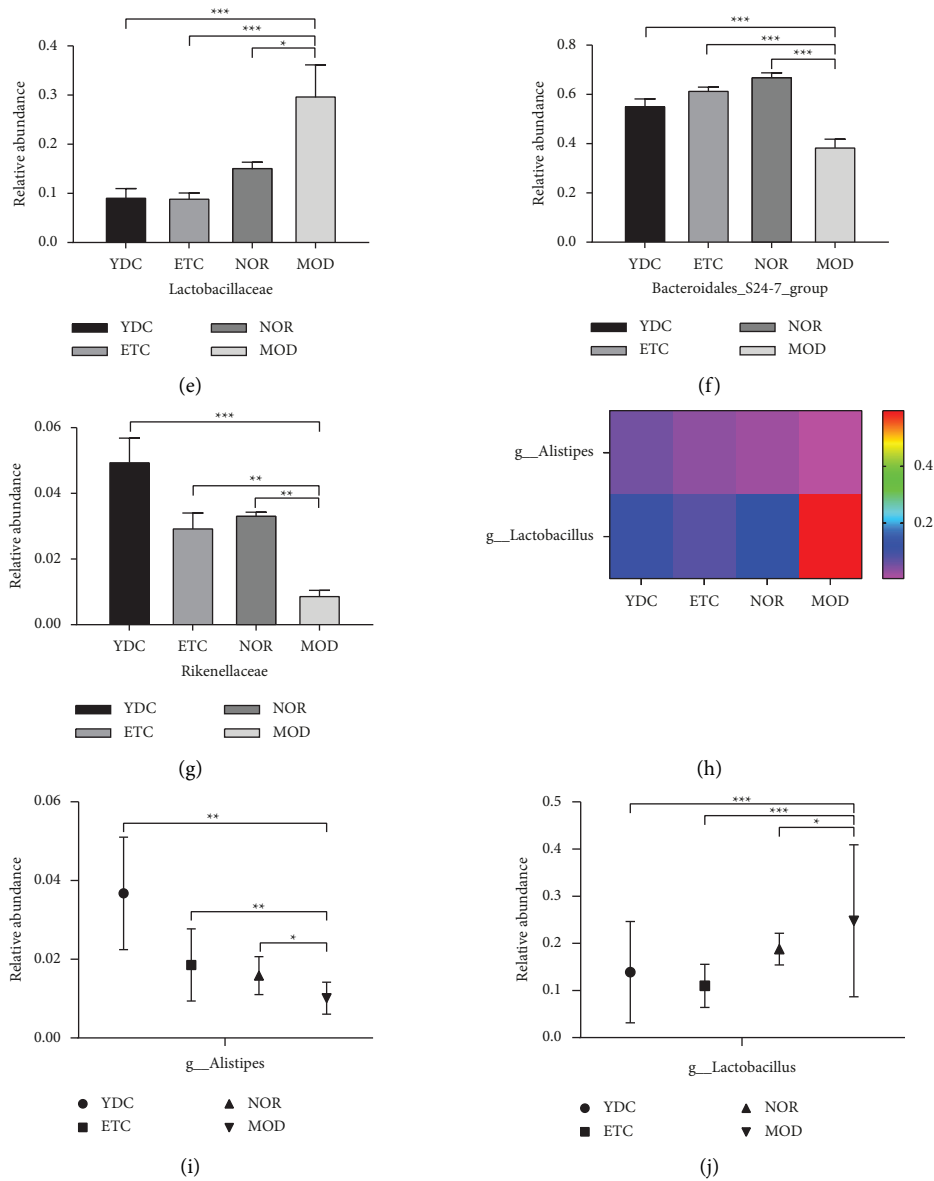 ***
***
*
0.4
0.3
0.2
0.1
0.0
Relative abundance
YDC ETC NOR MOD
Lactobacillaceae
YDC NOR
ETC MOD
(e)
***
***
***
0.8
0.6
0.4
0.2
0.0
Relative abundance
YDC ETC NOR MOD
Bacteroidales_S24-7_group
YDC NOR
ETC MOD
(f)
***
**
**
0.06
0.04
0.02
0.00
Relative abundance
YDC ETC NOR MOD
Rikenellaceae
YDC NOR
ETC MOD
(g)
g__Alistipes
g__Lactobacillus
0.4
0.2
YDC ETC NOR MOD
(h)
**
**
*
0.06
0.04
0.02
0.00
Relative abundance
g__Alistipes
YDC NOR
ETC MOD
(i)
***
***
*
0.5
0.4
0.3
0.2
0.1
0.0
Relative abundance
g__Lactobacillus
YDC NOR
ETC MOD
(j)